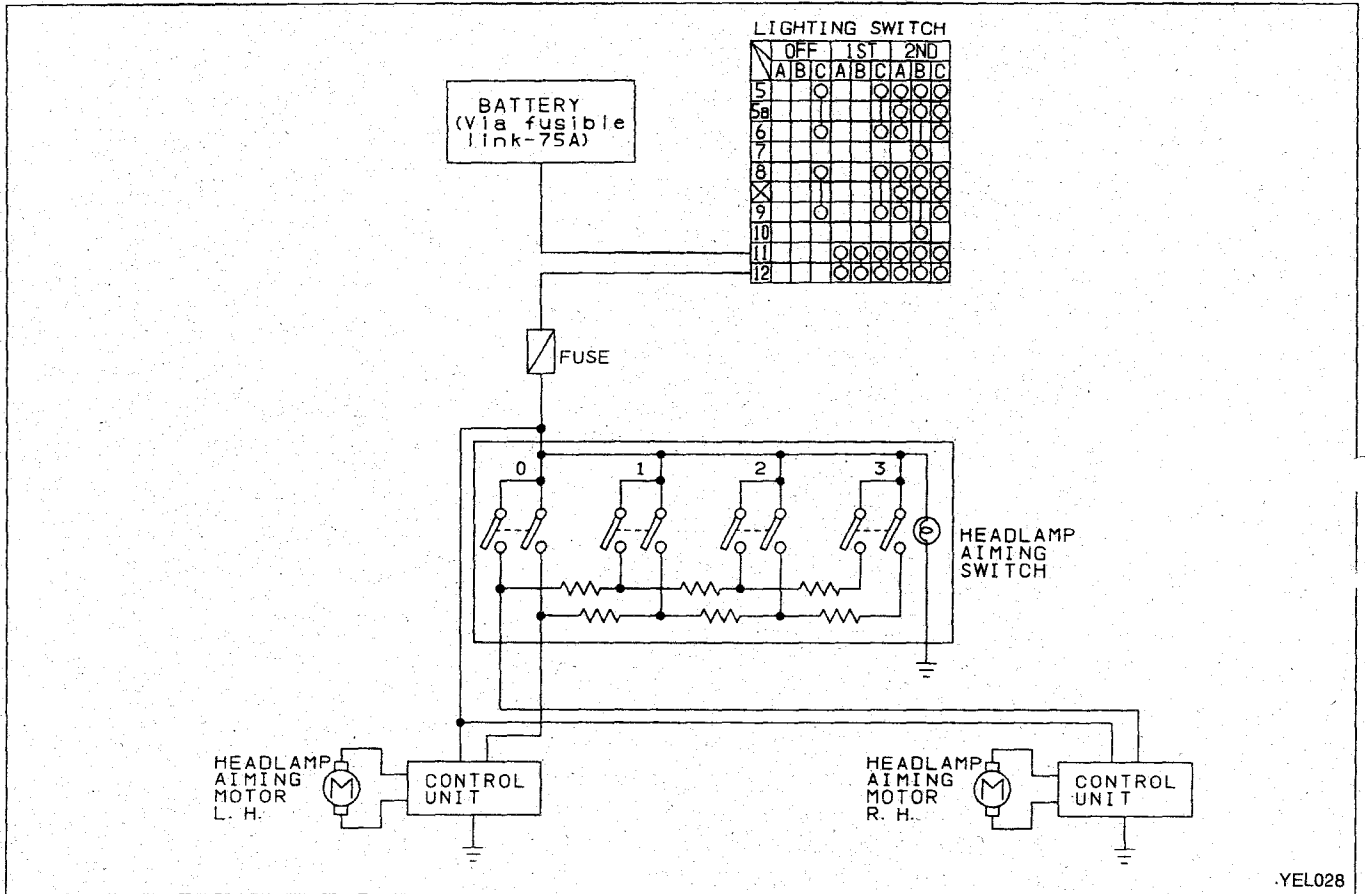 LIGHTING SWITCH
OFF 1ST 2ND
A B C A B C A B C
5
5B
6
7
8
9
10
11
12
BATTERY
(Via fusible
link-75A)
FUSE
0 1 2 3
HEADLAMP
AIMING
SWITCH
HEADLAMP
AIMING
MOTOR
L. H.
M
CONTROL
UNIT
HEADLAMP
AIMING
MOTOR
R. H.
M
CONTROL
UNIT
YEL028